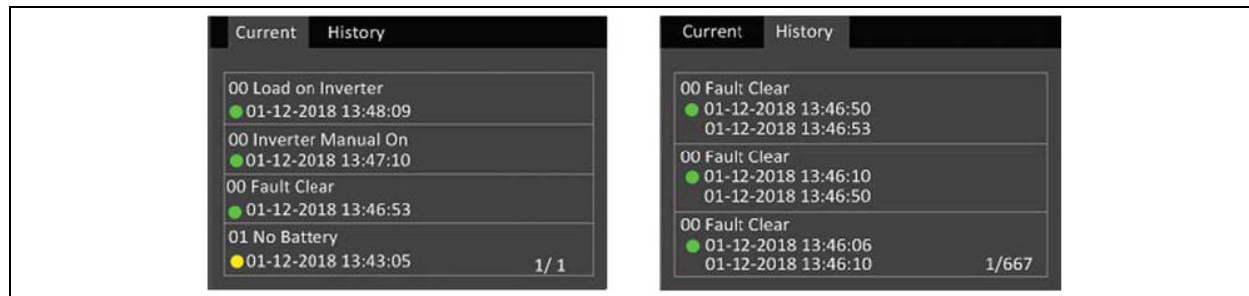 Current History
00 Load on Inverter
01-12-2018 13:48:09
00 Inverter Manual On
01-12-2018 13:47:10
00 Fault Clear
01-12-2018 13:46:53
01 No Battery
01-12-2018 13:43:05 1/ 1
Current History
00 Fault Clear
01-12-2018 13:46:50
01-12-2018 13:46:53
00 Fault Clear
01-12-2018 13:46:10
01-12-2018 13:46:50
00 Fault Clear
01-12-2018 13:46:06
01-12-2018 13:46:10 1/667